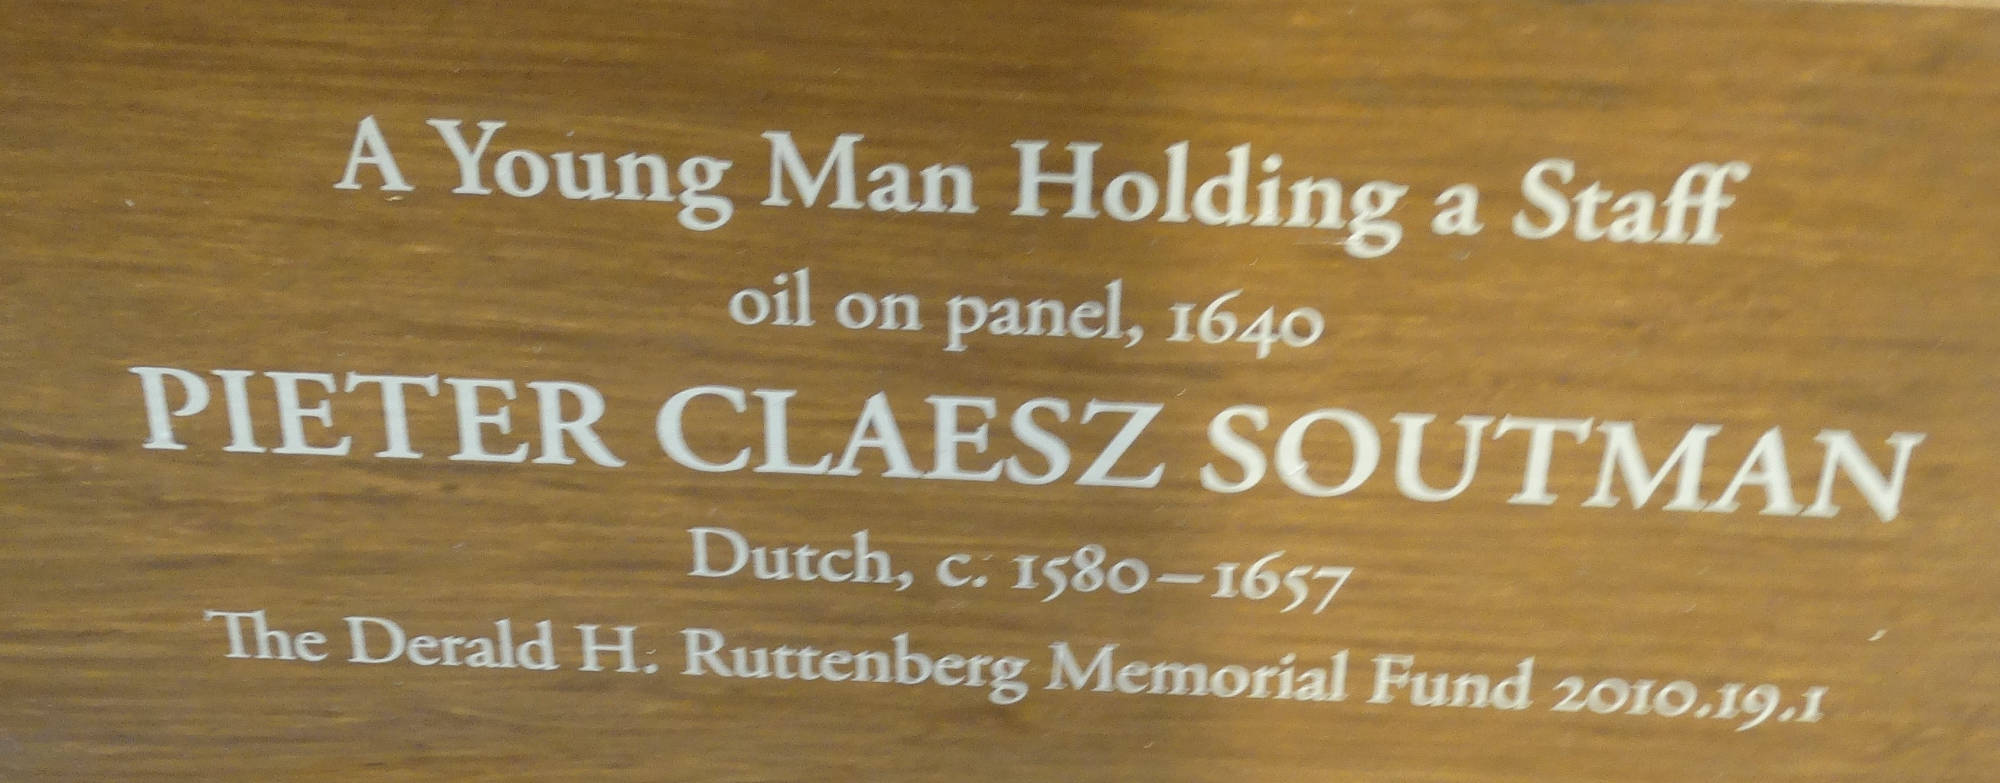 A Young Man Holding a Staff
oil on panel, 1640
PIETER CLAESZ SOUTMAN
Dutch, c. 1580–1657
The Derald H. Ruttenberg Memorial Fund 2010.19.1